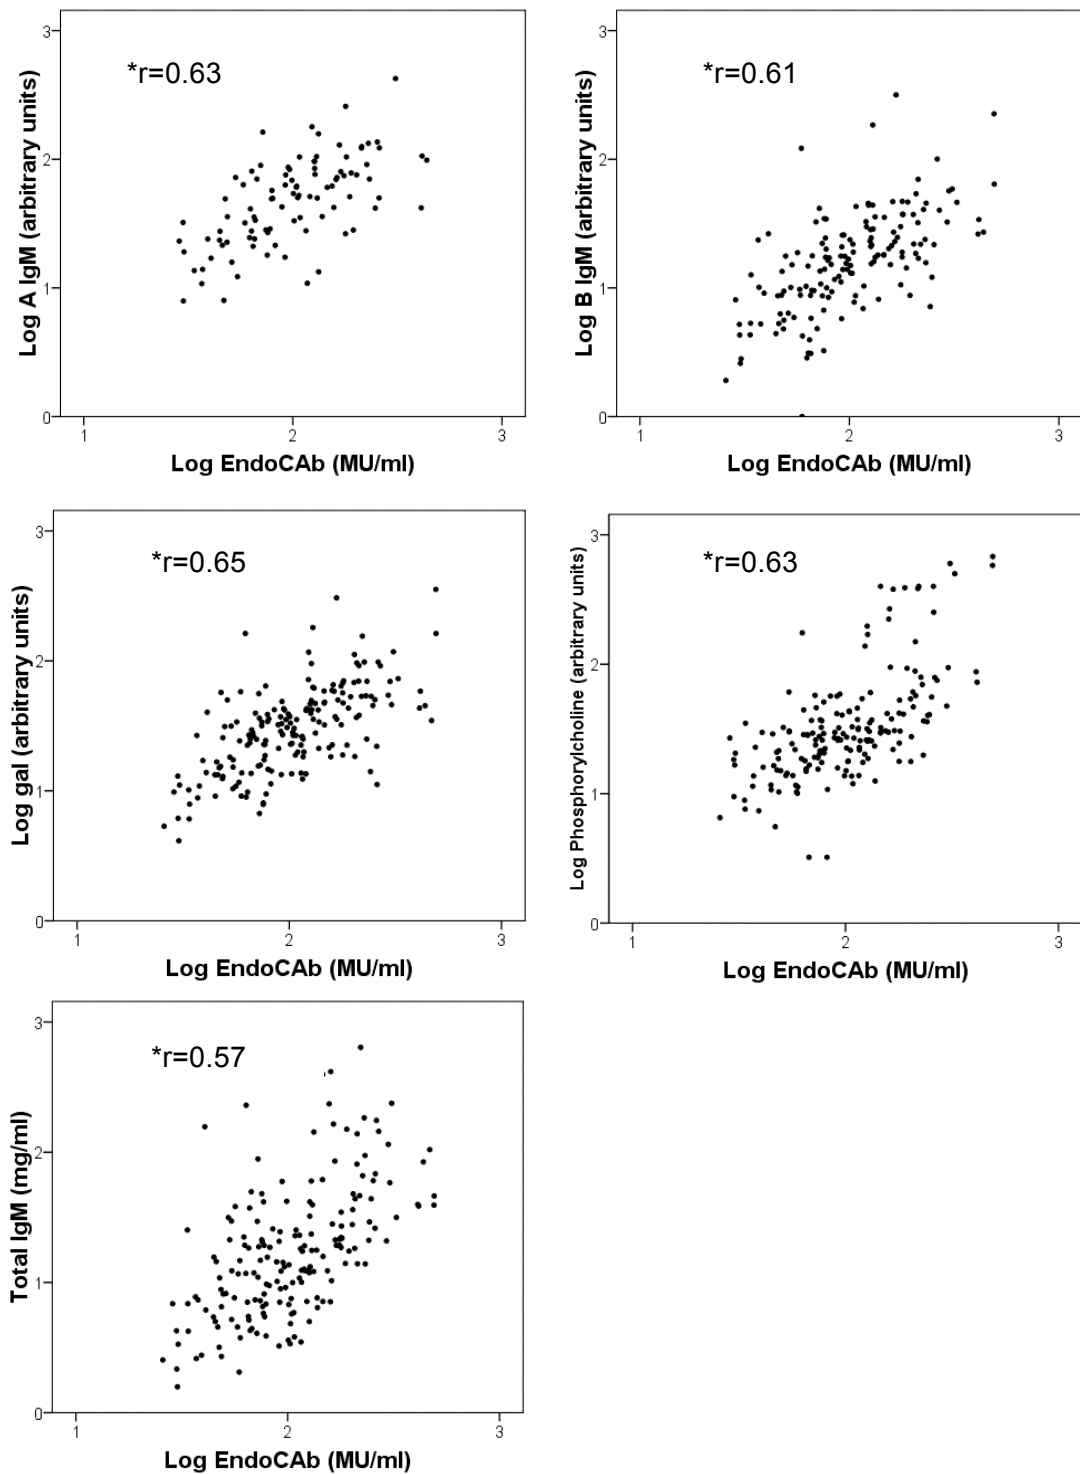 *r=0.63
Log A IgM (arbitrary units)
3
2
1
0
1 2 3
Log EndoCAb (MU/ml)
*r=0.61
Log B IgM (arbitrary units)
3
2
1
0
1 2 3
Log EndoCAb (MU/ml)
*r=0.65
Log gal (arbitrary units)
3
2
1
0
1 2 3
Log EndoCAb (MU/ml)
*r=0.63
Log Phosphorylcholine (arbitrary units)
3
2
1
0
1 2 3
Log EndoCAb (MU/ml)
*r=0.57
Total IgM (mg/ml)
3
2
1
0
1 2 3
Log EndoCAb (MU/ml)